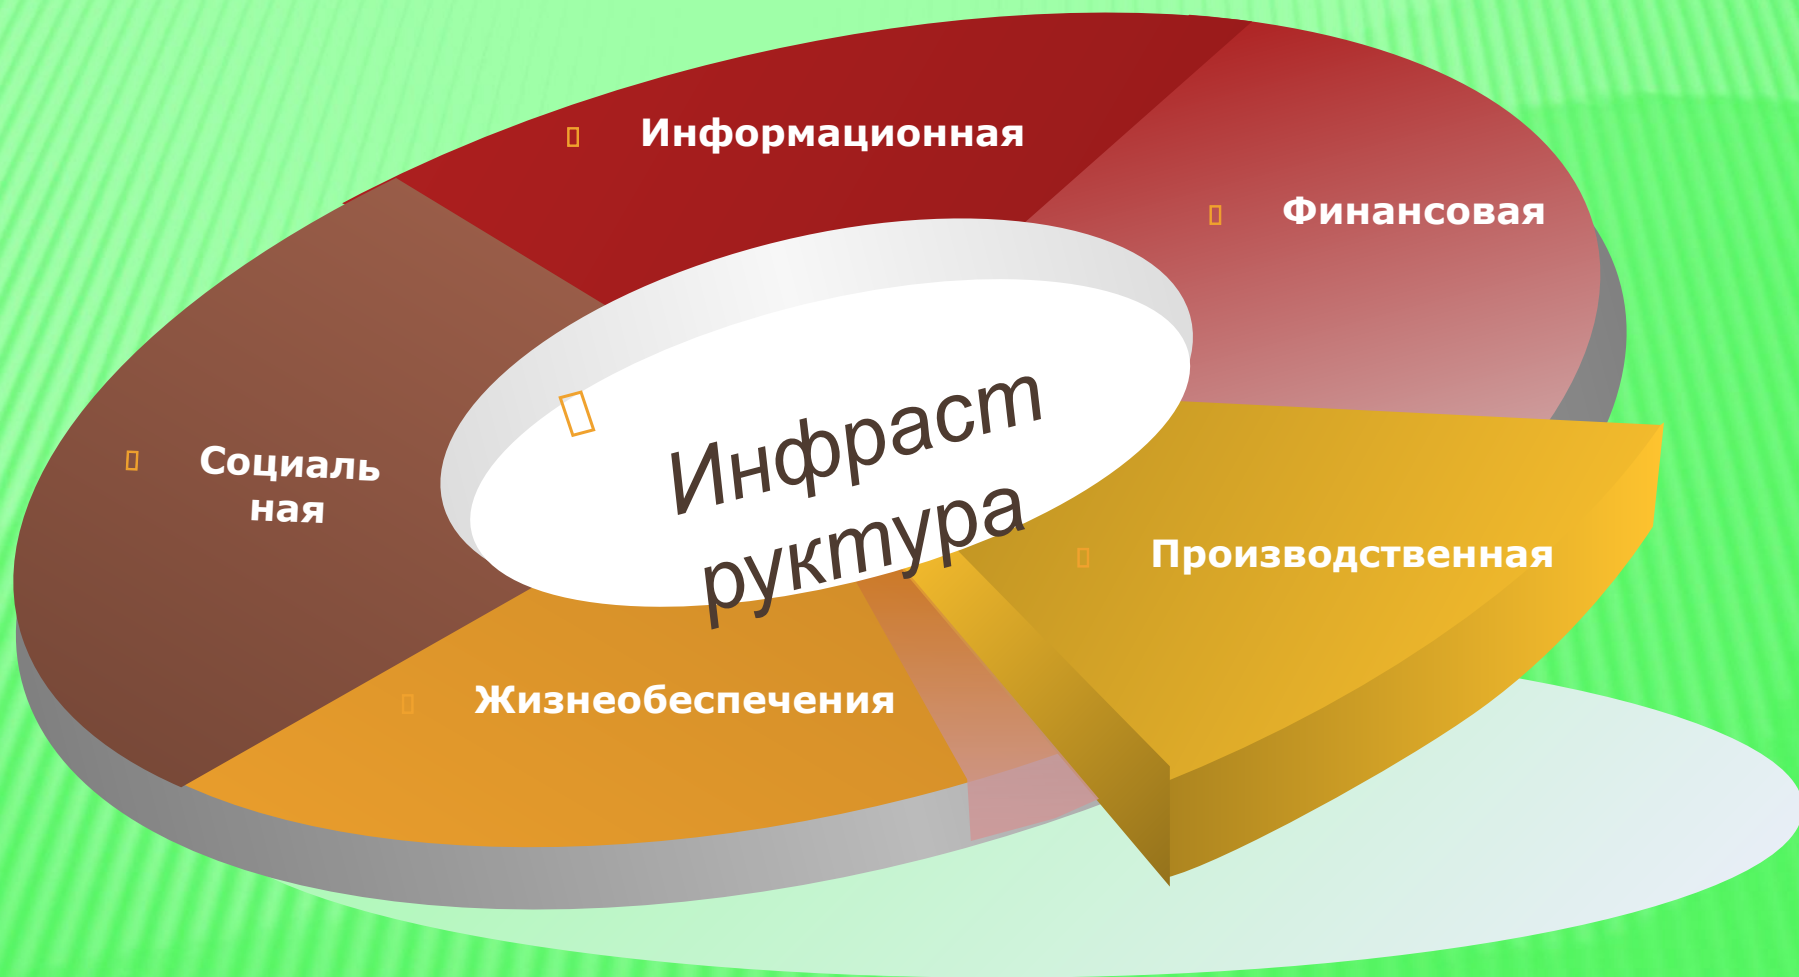 Информационная
Финансовая
Инфраст
руктура
Социаль
ная
Производственная
Жизнеобеспечения